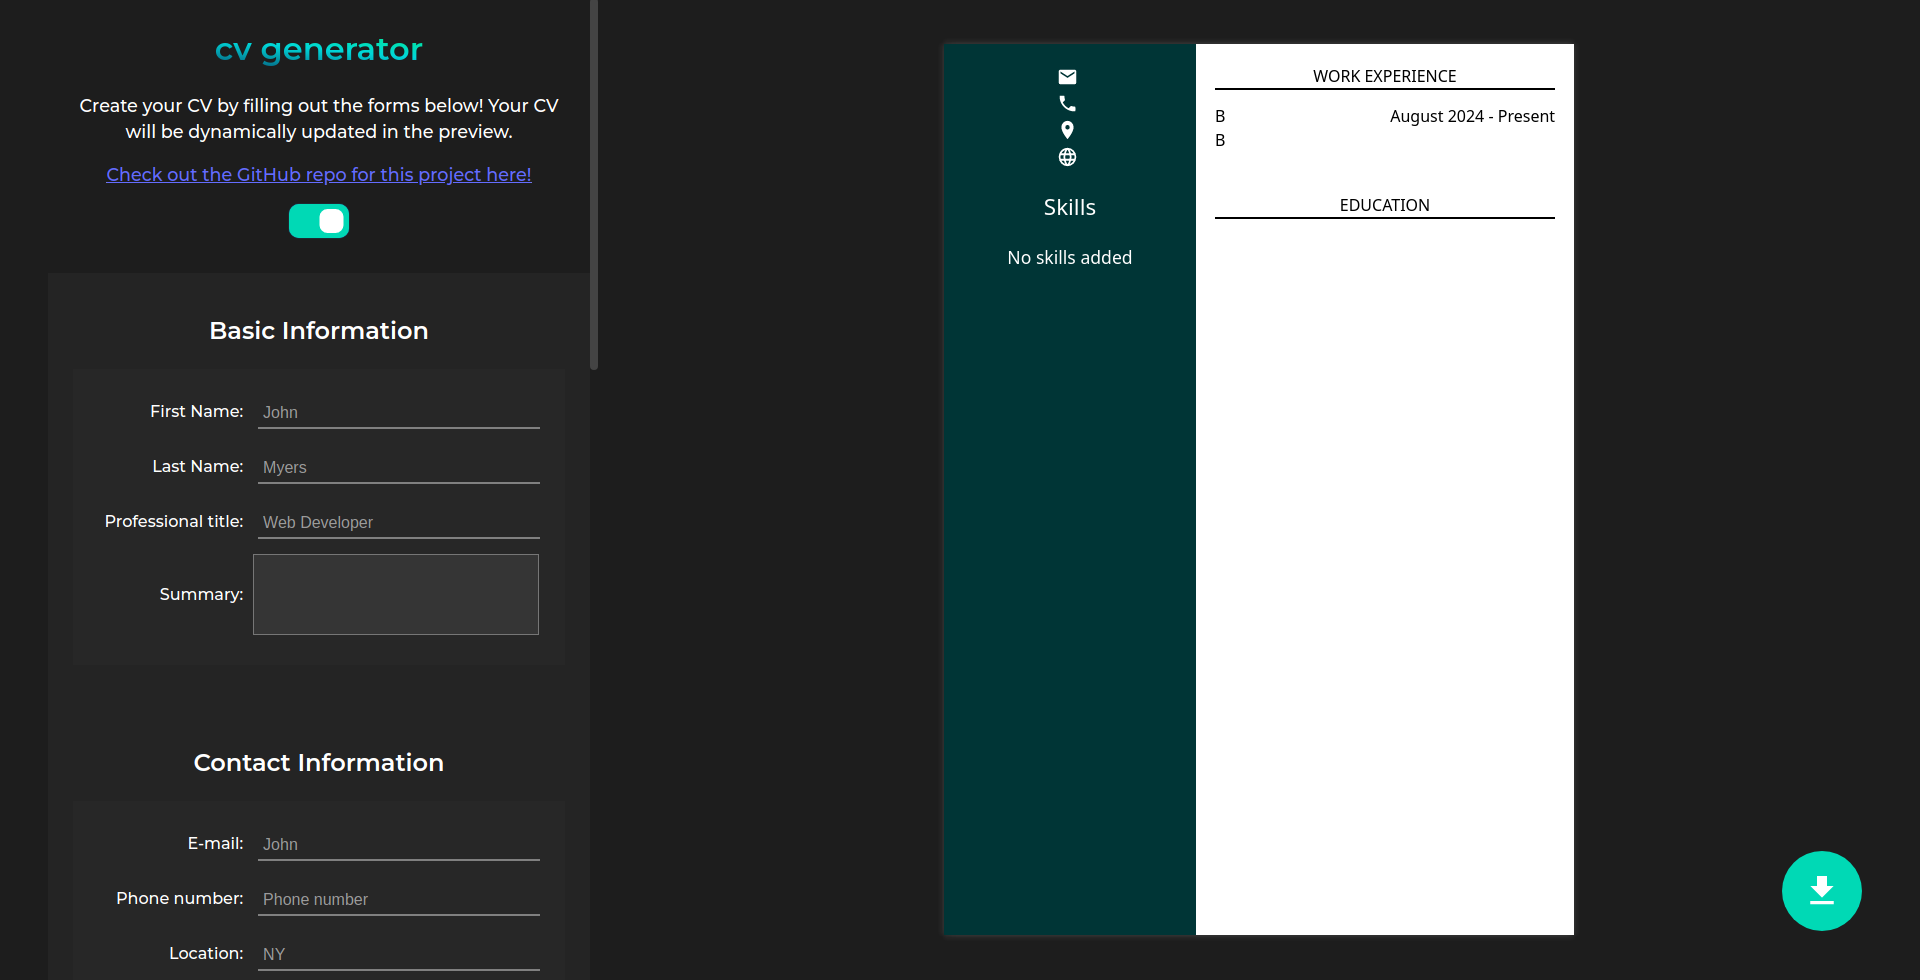 cv generator
Create your CV by filling out the forms below! Your CV
will be dynamically updated in the preview.
Check out the GitHub repo for this project here!
Basic Information
First Name: John
Last Name: Myers
Professional title: Web Developer
Summary:
Contact Information
E-mail: John
Phone number: Phone number
Location: NY
Skills
No skills added
WORK EXPERIENCE
B August 2024 - Present
B
EDUCATION